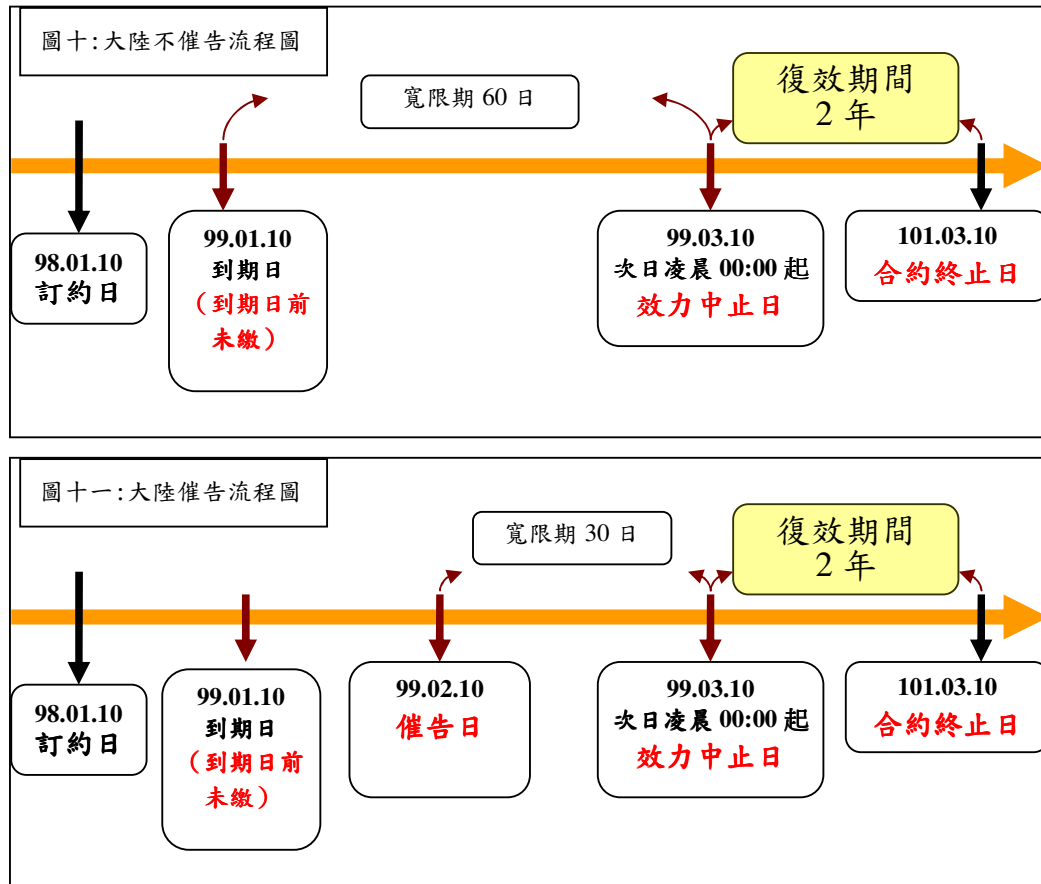 圖十:大陸不催告流程圖
寬限期 60 日
復效期間
2 年
98.01.10
訂約日
99.01.10
到期日
（到期日前
未繳）
99.03.10
次日凌晨 00:00 起
效力中止日
101.03.10
合約終止日
圖十一:大陸催告流程圖
寬限期 30 日
復效期間
2 年
98.01.10
訂約日
99.01.10
到期日
（到期日前
未繳）
99.02.10
催告日
99.03.10
次日凌晨 00:00 起
效力中止日
101.03.10
合約終止日